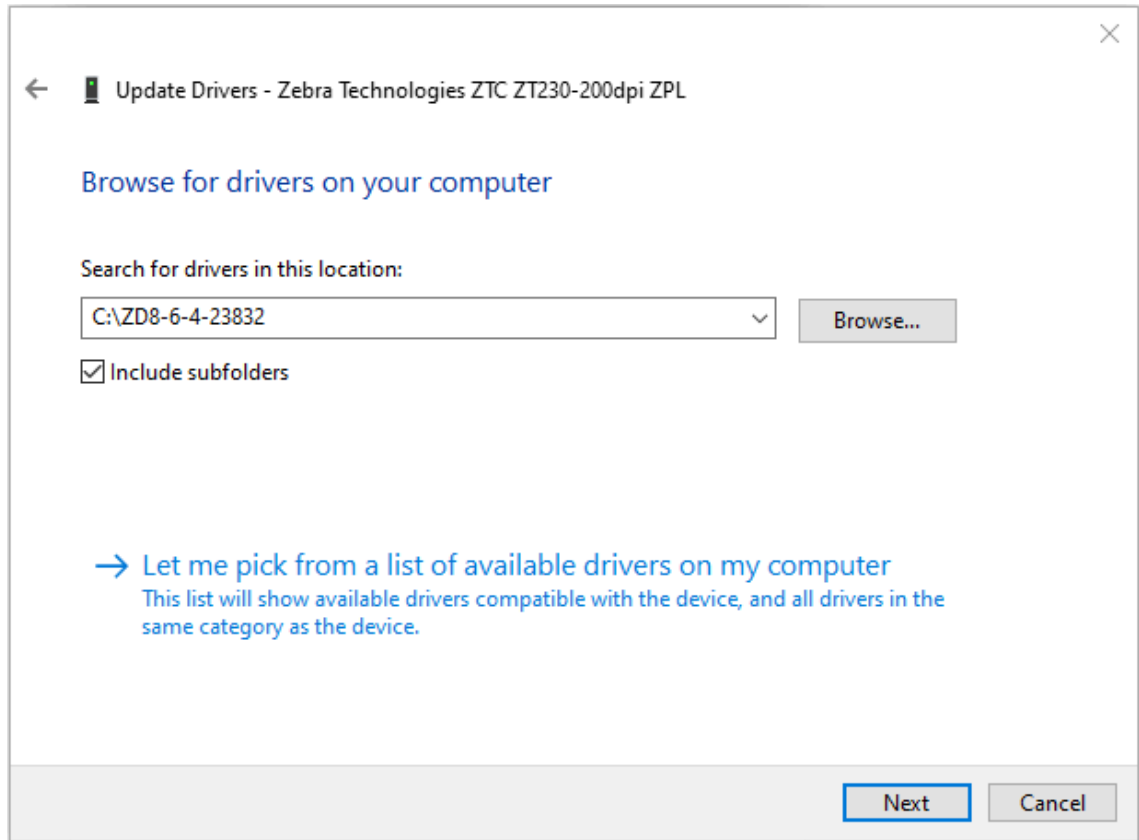 Update Drivers - Zebra Technologies ZTC ZT230-200dpi ZPL
Browse for drivers on your computer
Search for drivers in this location:
C:\ZD8-6-4-23832
Browse...
Include subfolders
Let me pick from a list of available drivers on my computer
This list will show available drivers compatible with the device, and all drivers in the
same category as the device.
Next
Cancel